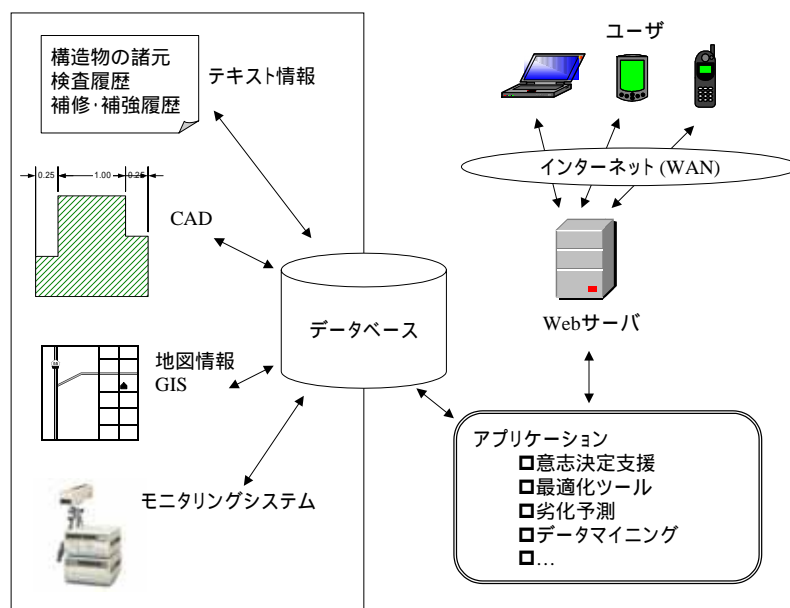 構造物の諸元
検査履歴
補修･補強履歴
テキスト情報
0.25
1.00
0.25
CAD
地図情報
GIS
モニタリングシステム
データベース
ユーザ
インターネット (WAN)
Webサーバ
アプリケーション
意志決定支援
最適化ツール
劣化予測
データマイニング
…